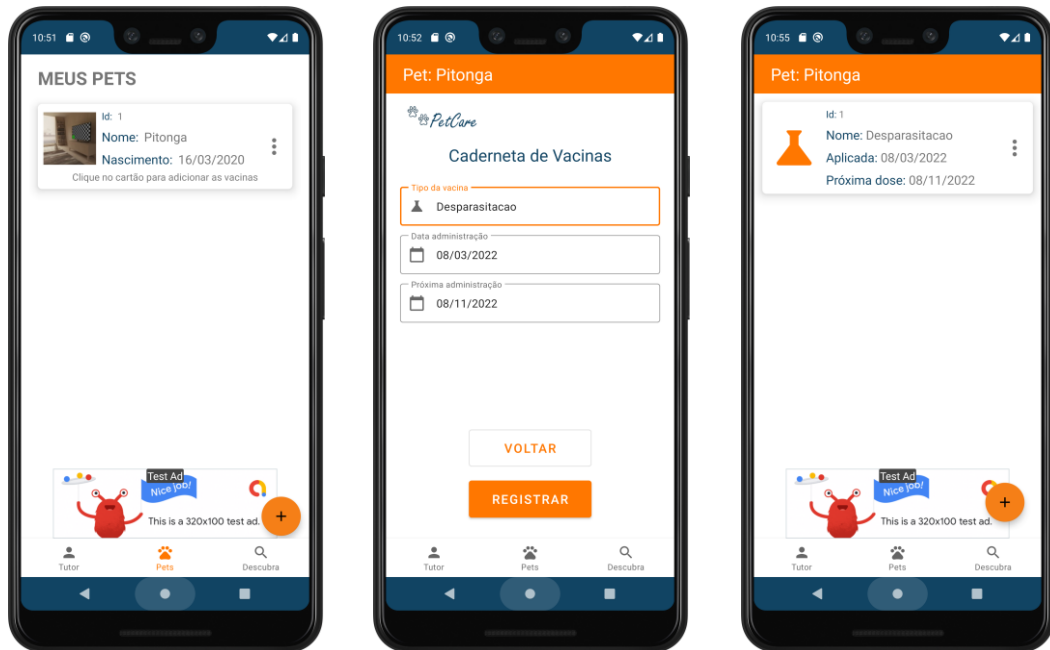 10:51
MEUS PETS
Id: 1
Nome: Pitonga
Nascimento: 16/03/2020
Clique no cartão para adicionar as vacinas
Test Ad
Nice job!
This is a 320x100 test ad.
+
Tutor
Pets
Descubra
10:52
Pet: Pitonga
PetCare
Caderneta de Vacinas
Tipo da vacina
Desparasitacao
Data administração
08/03/2022
Próxima administração
08/11/2022
VOLTAR
REGISTRAR
Tutor
Pets
Descubra
10:55
Pet: Pitonga
Id: 1
Nome: Desparasitacao
Aplicada: 08/03/2022
Próxima dose: 08/11/2022
Test Ad
Nice job!
This is a 320x100 test ad.
+
Tutor
Pets
Descubra